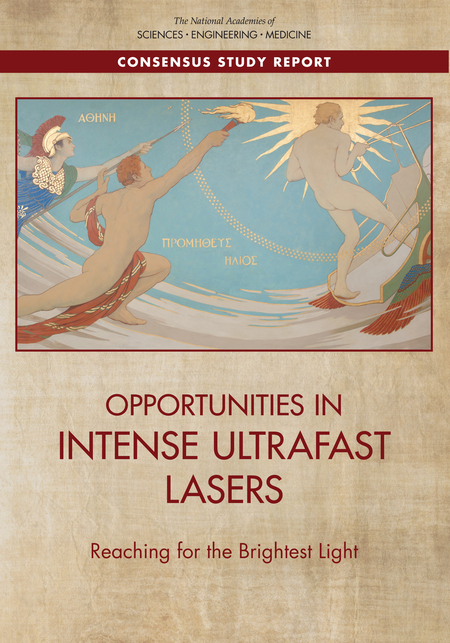 The National Academies of
SCIENCES • ENGINEERING • MEDICINE
CONSENSUS STUDY REPORT
ΑΘΗΝΗ
ΠΡΟΜΗΘΕΥΣ
ΗΛΙΟΣ
OPPORTUNITIES IN
INTENSE ULTRAFAST
LASERS
Reaching for the Brightest Light